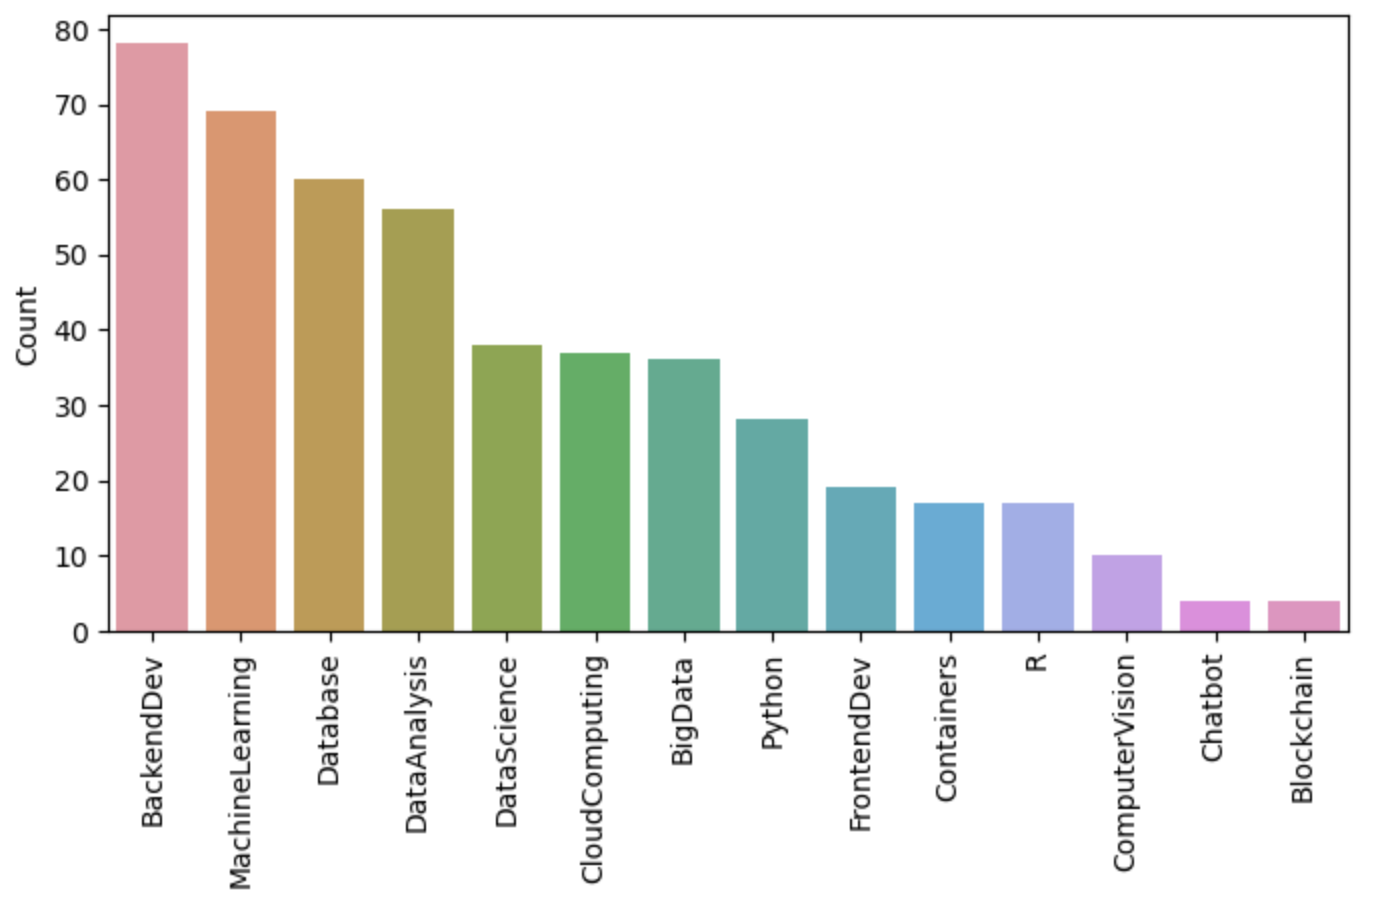 80
70
60
50
40
30
20
10
0
Count
BackendDev
MachineLearning
Database
DataAnalysis
DataScience
CloudComputing
BigData
Python
FrontendDev
Containers
R
ComputerVision
Chatbot
Blockchain